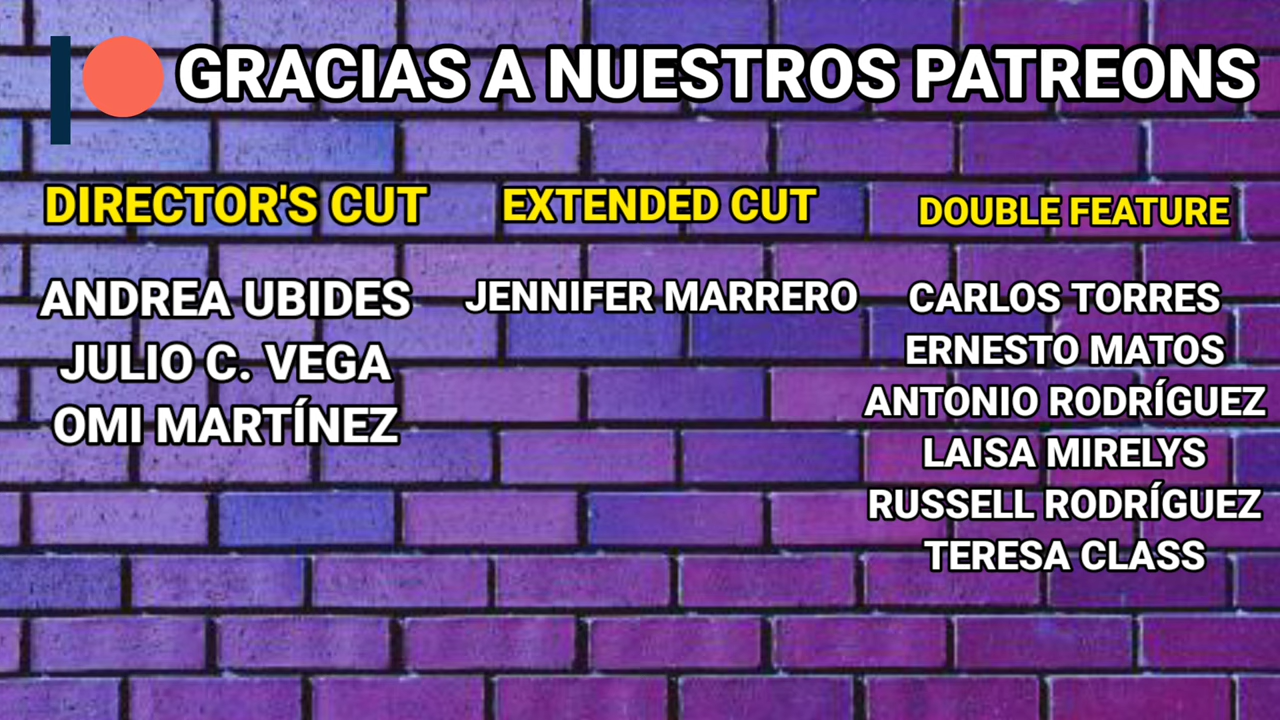 GRACIAS A NUESTROS PATREONS
DIRECTOR'S CUT
ANDREA UBIDES
JULIO C. VEGA
OMI MARTÍNEZ
EXTENDED CUT
JENNIFER MARRERO
DOUBLE FEATURE
CARLOS TORRES
ERNESTO MATOS
ANTONIO RODRÍGUEZ
LAISA MIRELYS
RUSSELL RODRÍGUEZ
TERESA CLASS